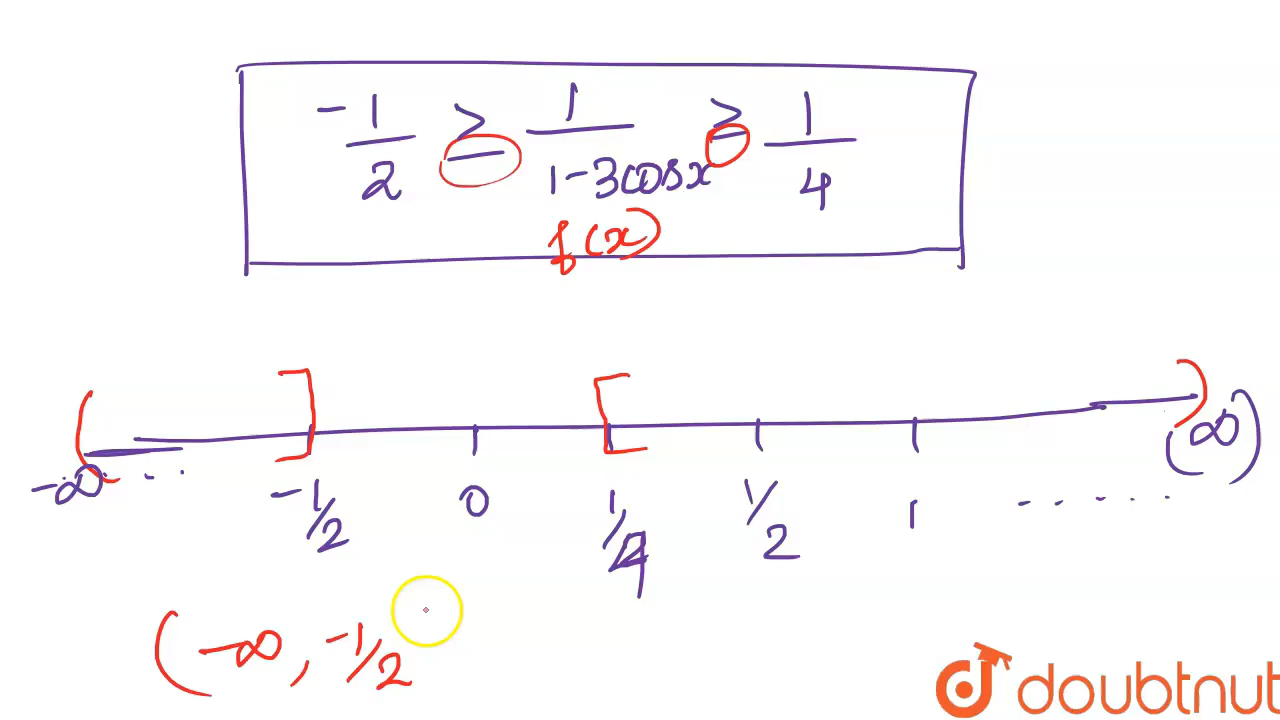 -1/2 ≥ 1/(1-3cosx) ≥ 1/4
f(x)
-∞ ... -1/2 0 1/4 1/2 1 ..... (∞)
(-∞, -1/2
doubtnut